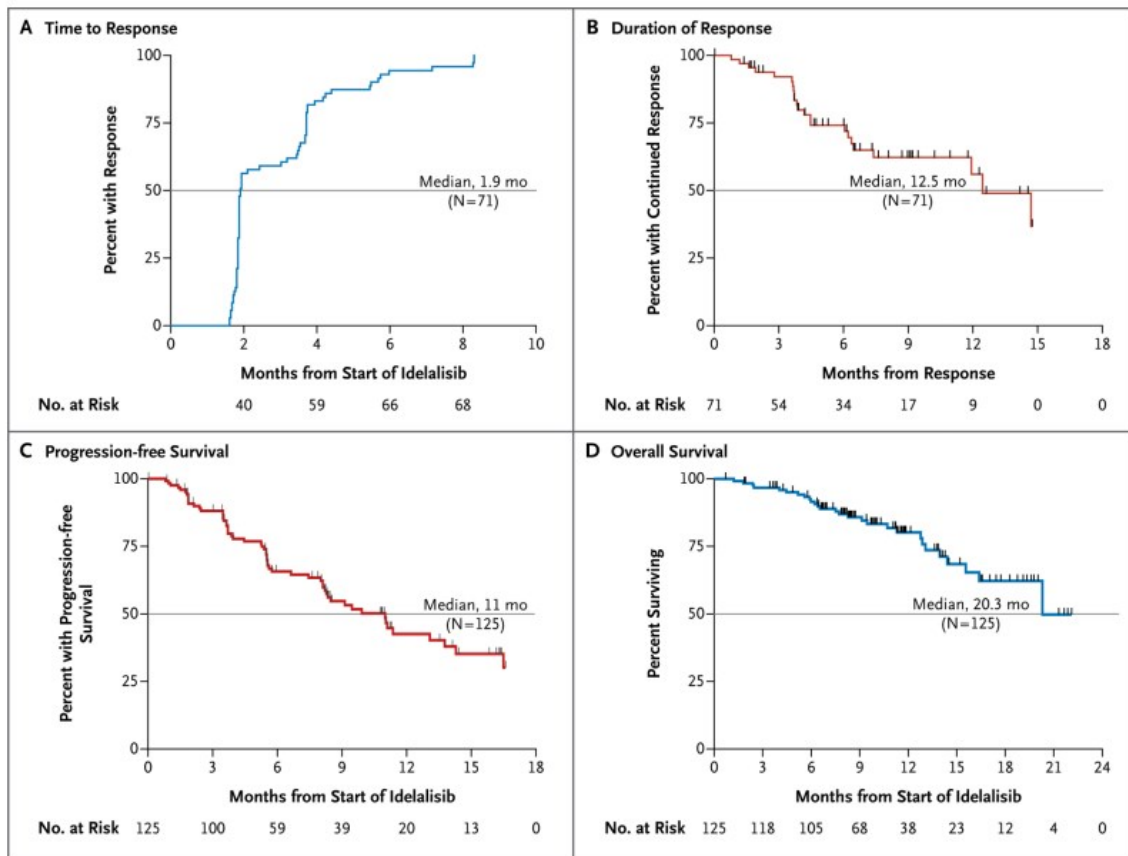 A Time to Response
100
75
50
25
0
Percent with Response
Median, 1.9 mo
(N=71)
0 2 4 6 8 10
Months from Start of Idelalisib
No. at Risk 40 59 66 68
B Duration of Response
100
75
50
25
0
Percent with Continued Response
Median, 12.5 mo
(N=71)
0 3 6 9 12 15 18
Months from Response
No. at Risk 71 54 34 17 9 0 0
C Progression-free Survival
100
75
50
25
0
Percent with Progression-free
Survival
Median, 11 mo
(N=125)
0 3 6 9 12 15 18
Months from Start of Idelalisib
No. at Risk 125 100 59 39 20 13 0
D Overall Survival
100
75
50
25
0
Percent Surviving
Median, 20.3 mo
(N=125)
0 3 6 9 12 15 18 21 24
Months from Start of Idelalisib
No. at Risk 125 118 105 68 38 23 12 4 0